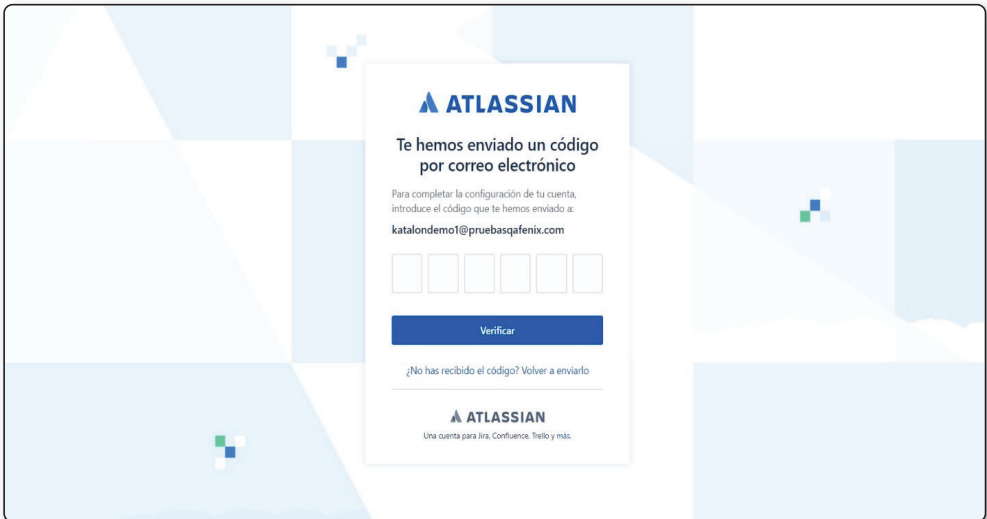 ATLASSIAN
Te hemos enviado un código
por correo electrónico
Para completar la configuración de tu cuenta,
introduce el código que te hemos enviado a:
katalondemo1@pruebasqafenix.com
Verificar
¿No has recibido el código? Volver a enviarlo
ATLASSIAN
Una cuenta para Jira, Confluence, Trello y más.